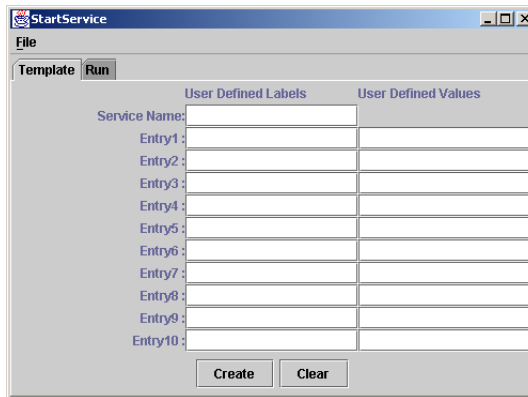 StartService
File
Template Run
User Defined Labels User Defined Values
Service Name:
Entry1 :
Entry2 :
Entry3 :
Entry4 :
Entry5 :
Entry6 :
Entry7 :
Entry8 :
Entry9 :
Entry10 :
Create Clear